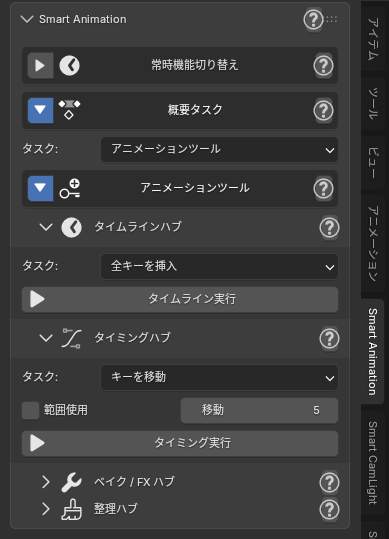 Smart Animation
常時機能切り替え
概要タスク
タスク: アニメーションツール
アニメーションツール
タイムラインハブ
タスク: 全キーを挿入
タイムライン実行
タイミングハブ
タスク: キーを移動
範囲使用 移動 5
タイミング実行
ベイク / FX ハブ
整理ハブ
アイテム
ツール
ビュー
アニメーション
Smart Animation
Smart CamLight
S